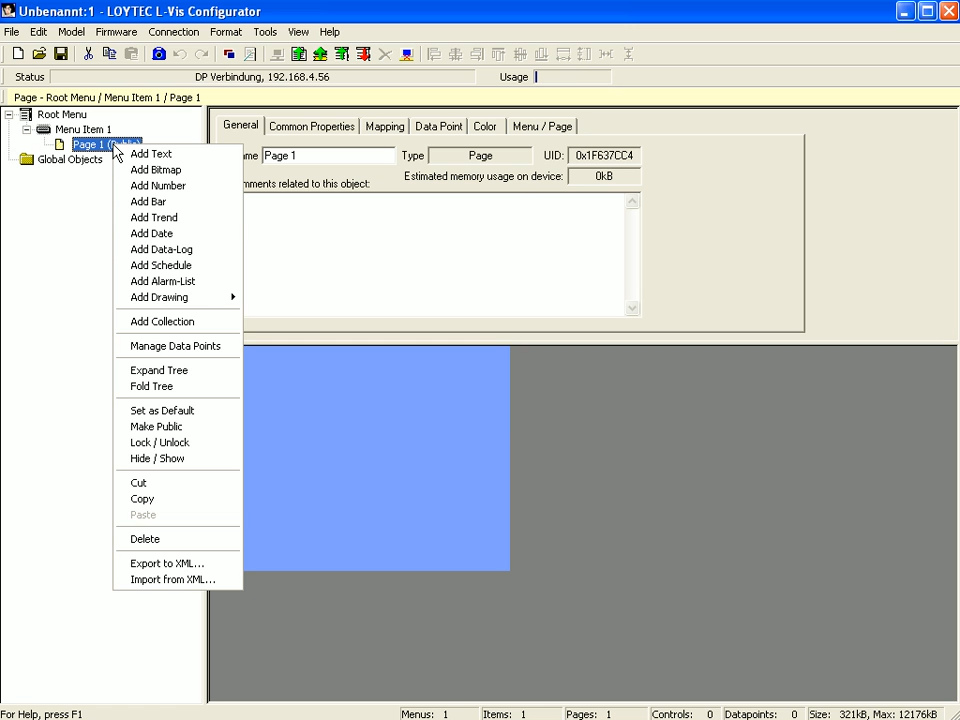 Unbenannt:1 - LOYTEC L-Vis Configurator
File Edit Model Firmware Connection Format Tools View Help
Status DP Verbindung, 192.168.4.56 Usage
Page - Root Menu / Menu Item 1 / Page 1
Root Menu
Menu Item 1
Page 1
Global Objects
General Common Properties Mapping Data Point Color Menu / Page
Page 1 Type Page UID: 0x1F637CC4
Estimated memory usage on device: 0kB
related to this object:
Add Text
Add Bitmap
Add Number
Add Bar
Add Trend
Add Date
Add Data-Log
Add Schedule
Add Alarm-List
Add Drawing
Add Collection
Manage Data Points
Expand Tree
Fold Tree
Set as Default
Make Public
Lock / Unlock
Hide / Show
Cut
Copy
Paste
Delete
Export to XML...
Import from XML...
For Help, press F1 Menus: 1 Items: 1 Pages: 1 Controls: 0 Datapoints: 0 Size: 321kB, Max: 12176kB